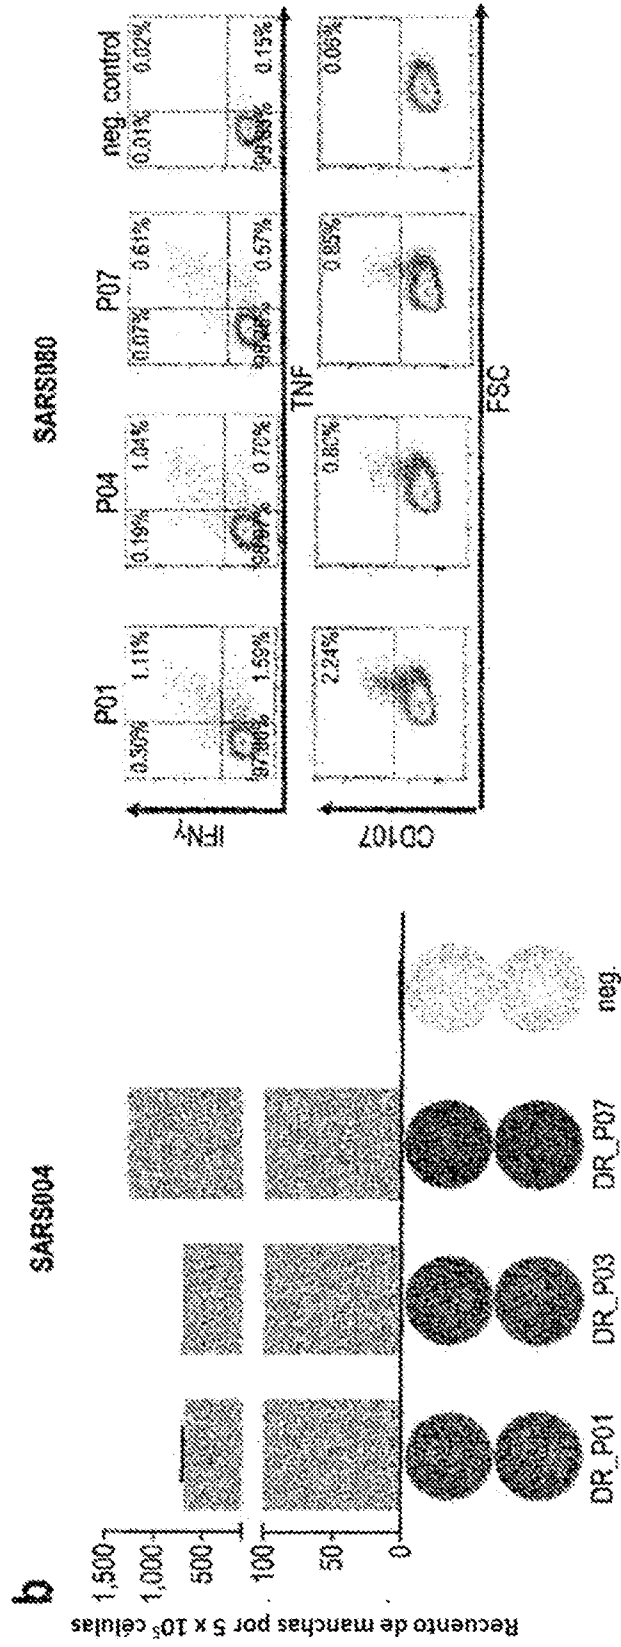 b
SARS004
Recuento de manchas por 5 x 10⁵ células
1,500
1,000
500
100
50
0
DR_P01
DR_P03
DR_P07
neg.
SARS080
P01
P04
P07
neg. control
IFNγ
0.30%
1.11%
1.59%
0.19%
1.04%
0.70%
0.07%
0.61%
0.57%
0.01%
0.02%
0.15%
TNF
CD107
2.24%
0.80%
0.85%
0.06%
FSC